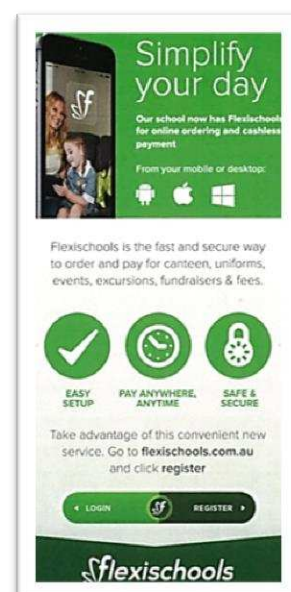 Simplify
your day
Our school now has Flexischools
for online ordering and cashless
payment
From your mobile or desktop:
Flexischools is the fast and secure way
to order and pay for canteen, uniforms,
events, excursions, fundraisers & fees.
EASY
SETUP
PAY ANYWHERE,
ANYTIME
SAFE &
SECURE
Take advantage of this convenient new
service. Go to flexischools.com.au
and click register
LOGIN
REGISTER
flexischools